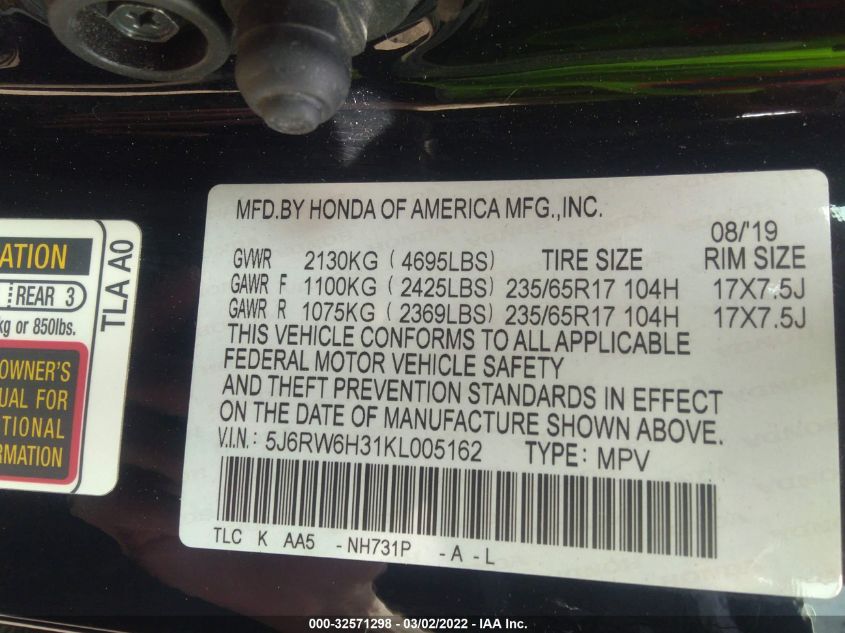 MFD.BY HONDA OF AMERICA MFG.,INC.
08/'19
GVWR 2130KG ( 4695LBS) TIRE SIZE RIM SIZE
GAWR F 1100KG ( 2425LBS) 235/65R17 104H 17X7.5J
GAWR R 1075KG ( 2369LBS) 235/65R17 104H 17X7.5J
THIS VEHICLE CONFORMS TO ALL APPLICABLE
FEDERAL MOTOR VEHICLE SAFETY
AND THEFT PREVENTION STANDARDS IN EFFECT
ON THE DATE OF MANUFACTURE SHOWN ABOVE.
V.I.N.: 5J6RW6H31KL005162 TYPE: MPV
TLC K AA5 -NH731P -A-L
ATION
REAR 3
kg or 850lbs.
TLA A0
OWNER'S
UAL FOR
TIONAL
RMATION
000-32571298 - 03/02/2022 - IAA Inc.